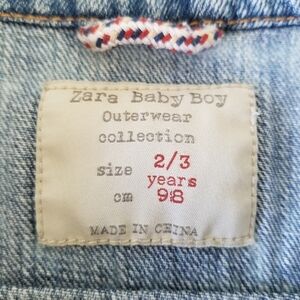 Zara Baby Boy
Outerwear
collection
size 2/3
years
cm 98
MADE IN CHINA